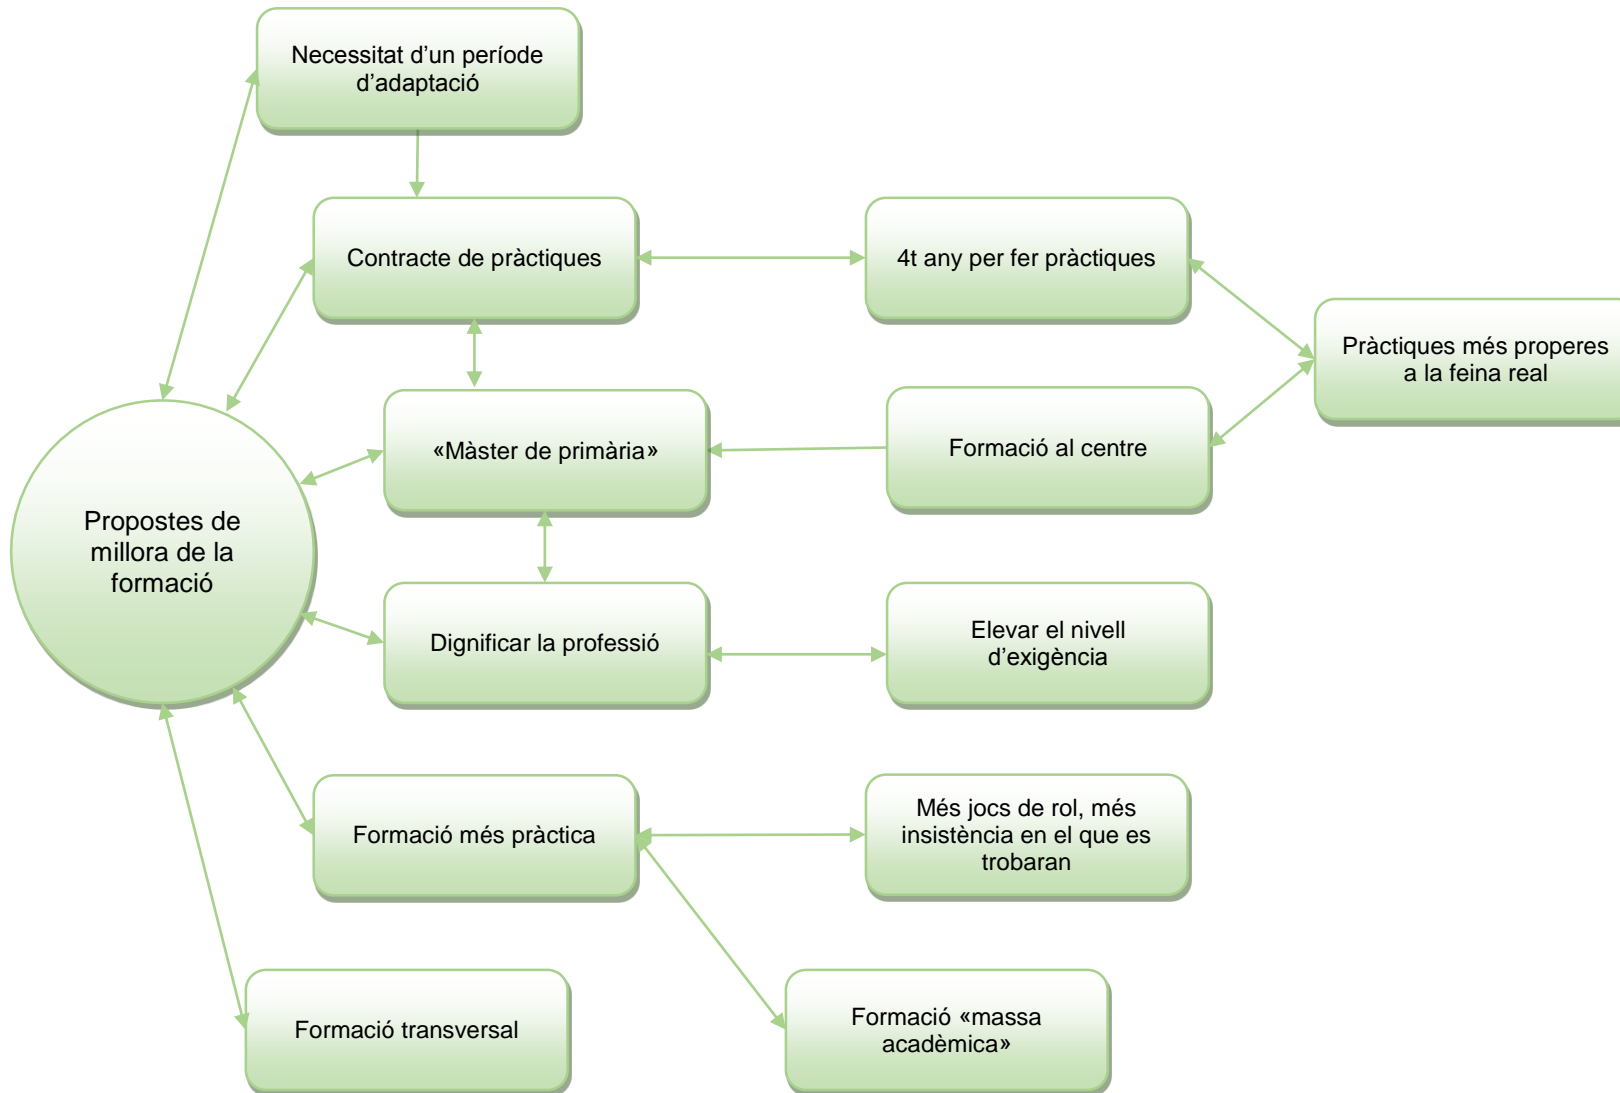 Necessitat d’un període
d’adaptació
Contracte de pràctiques
4t any per fer pràctiques
Pràctiques més properes
a la feina real
«Màster de primària»
Formació al centre
Propostes de
millora de la
formació
Dignificar la professió
Elevar el nivell
d’exigència
Formació més pràctica
Més jocs de rol, més
insistència en el que es
trobaran
Formació transversal
Formació «massa
acadèmica»